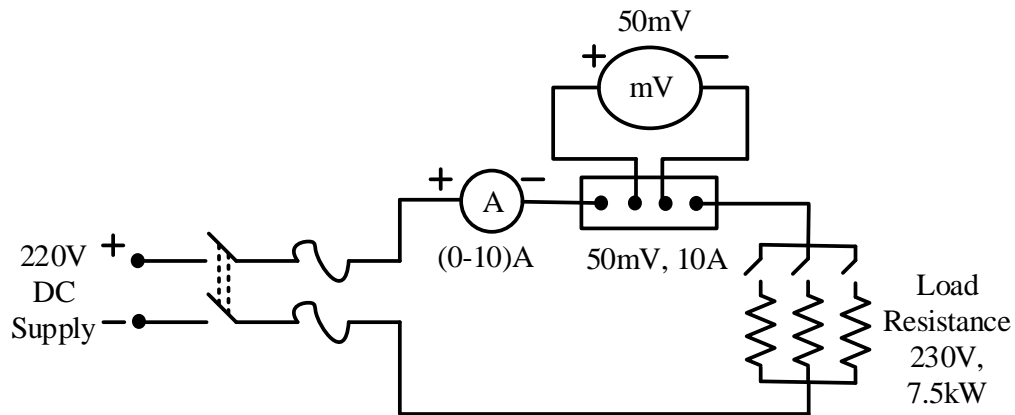 50mV
+ −
mV
+ −
A
(0-10)A
50mV, 10A
220V +
DC
Supply −
Load
Resistance
230V,
7.5kW